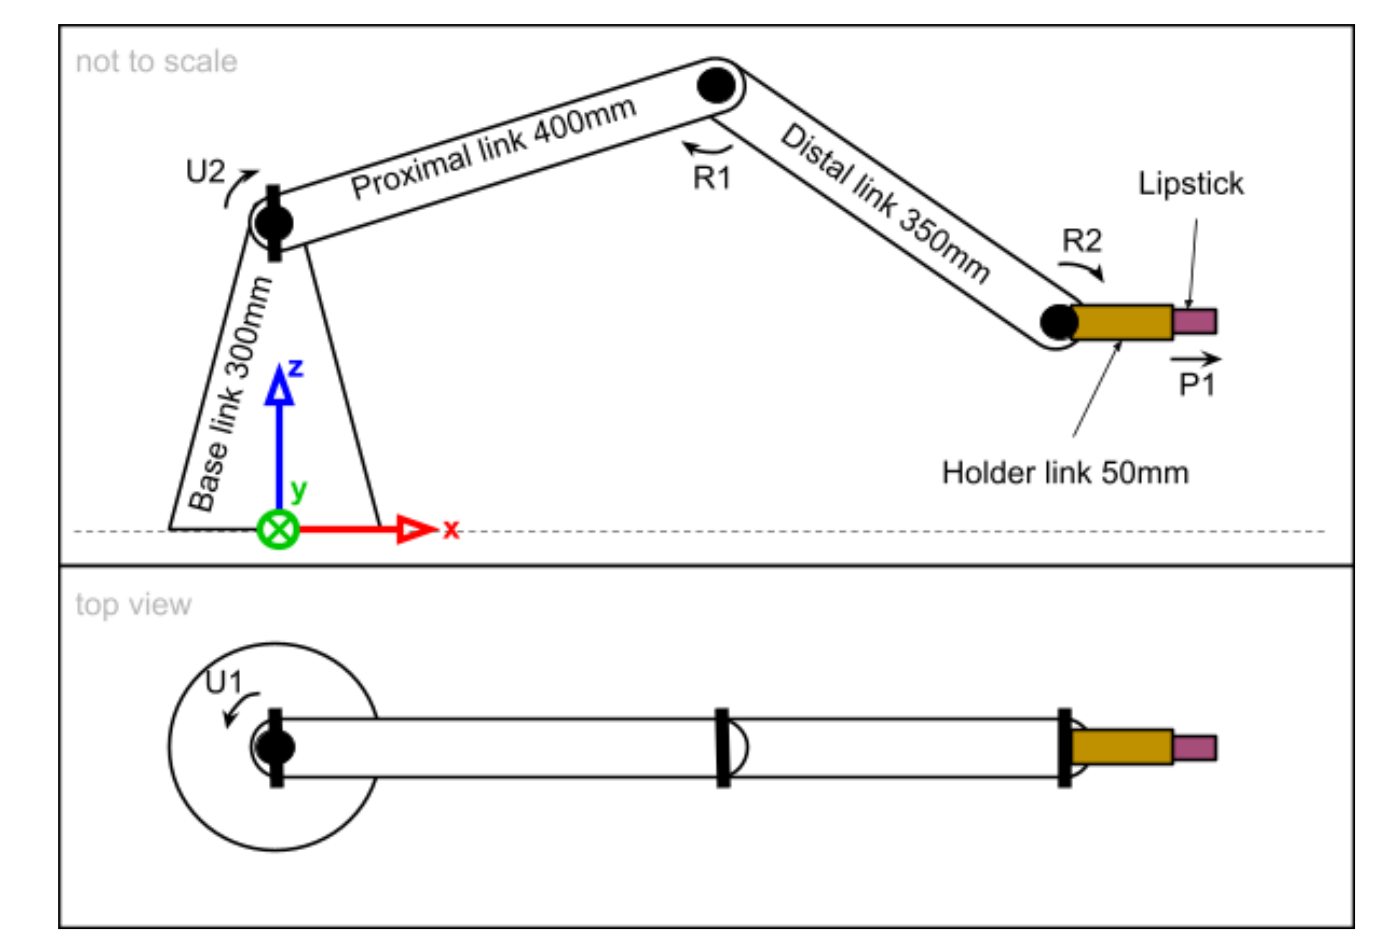 not to scale
Proximal link 400mm
U2
R1
Distal link 350mm
Lipstick
R2
Base link 300mm
z
P1
y
Holder link 50mm
x
top view
U1